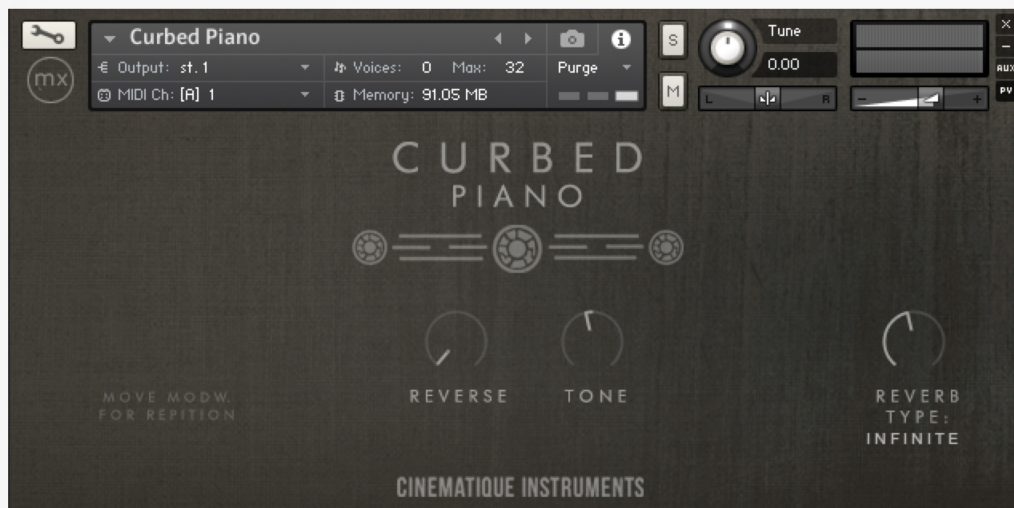 Curbed Piano
Output: st. 1
Voices: 0 Max: 32
Purge
MIDI Ch: [A] 1
Memory: 91.05 MB
S
M
Tune
0.00
L
R
- +
×
-
AUX
PV
mx
CURBED
PIANO
REVERSE
TONE
MOVE MODW.
FOR REPITION
REVERB
TYPE:
INFINITE
CINEMATIQUE INSTRUMENTS